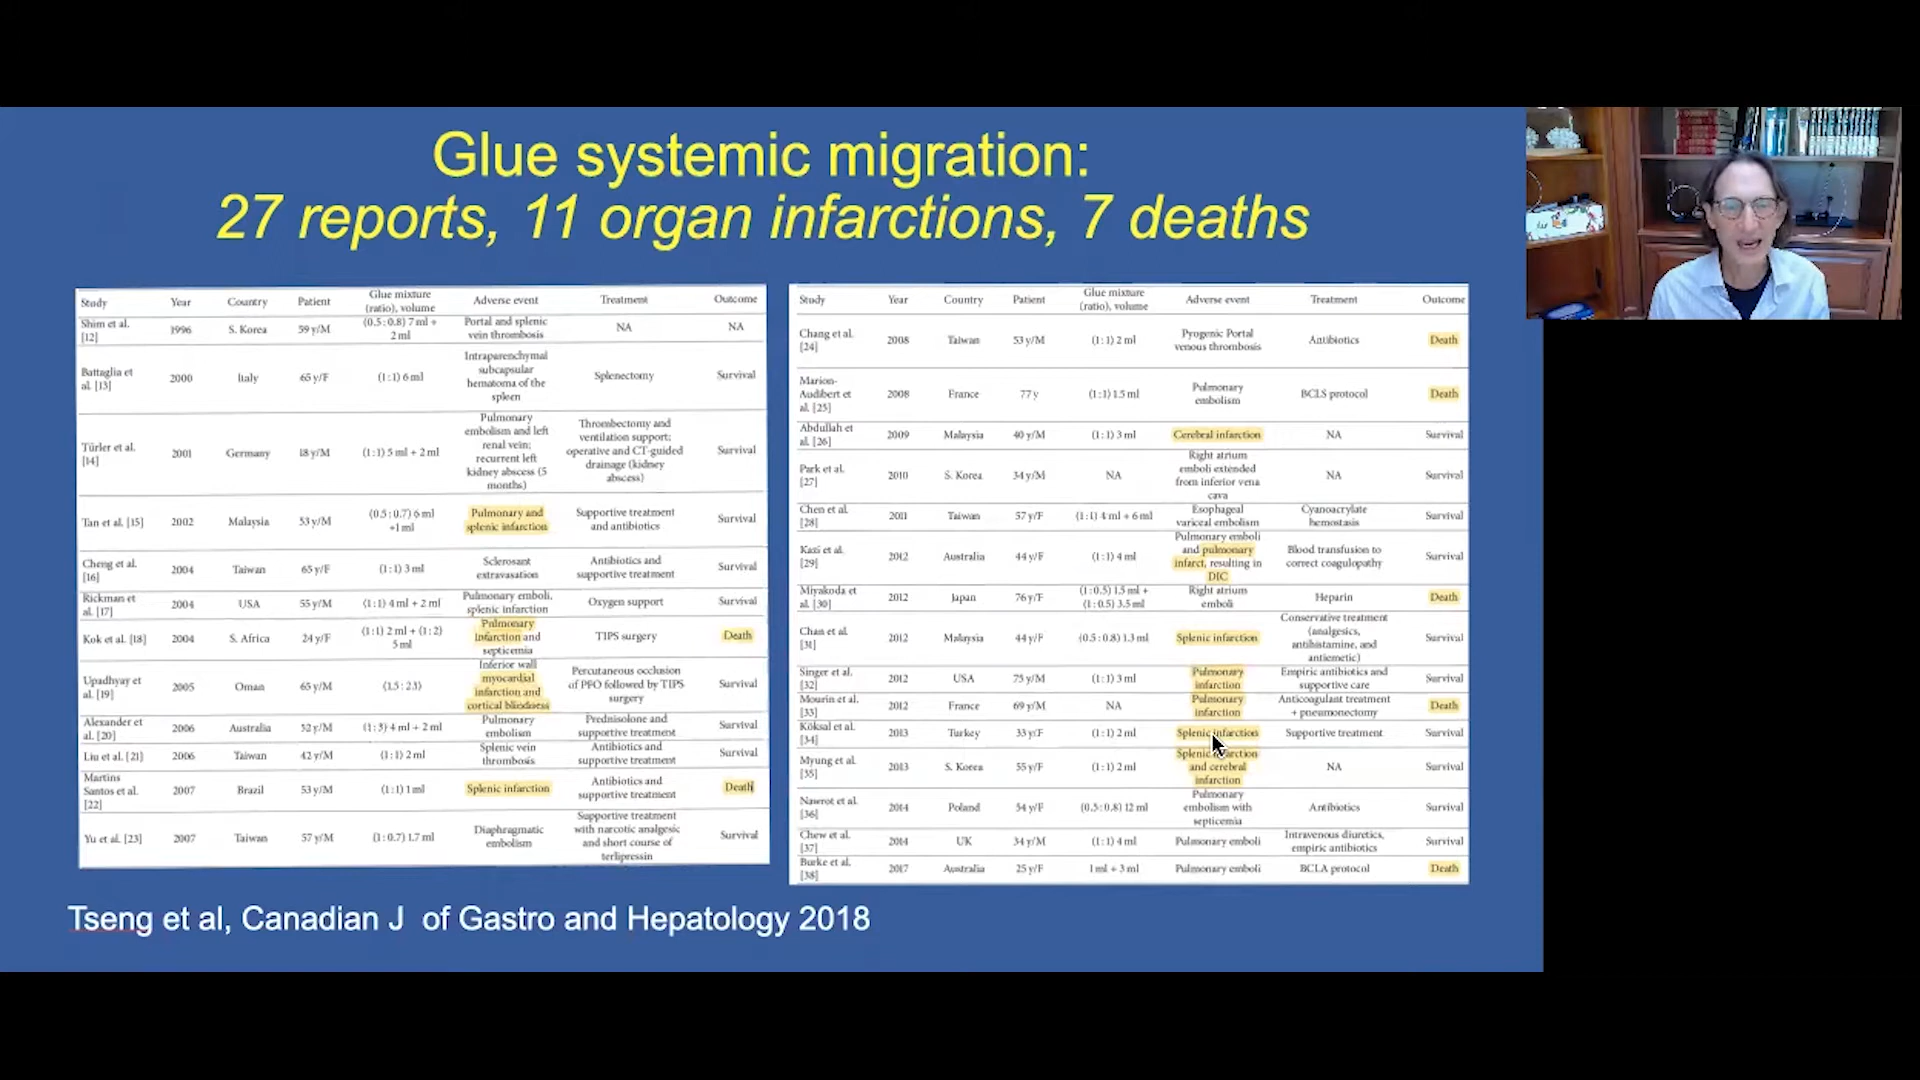 Glue systemic migration:
27 reports, 11 organ infarctions, 7 deaths
Study Year Country Patient Glue mixture (ratio), volume Adverse event Treatment Outcome
Shim et al. [12] 1996 S. Korea 59 y/M (0.5 : 0.8) 7 ml + 2 ml Portal and splenic vein thrombosis NA NA
Battaglia et al. [13] 2000 Italy 65 y/F (1 : 1) 6 ml Intraparenchymal subcapsular hematoma of the spleen Splenectomy Survival
Türler et al. [14] 2001 Germany 18 y/M (1 : 1) 5 ml + 2 ml Pulmonary embolism and left renal vein; recurrent left kidney abscess (5 months) Thrombectomy and ventilation support; operative and CT-guided drainage (kidney abscess) Survival
Tan et al. [15] 2002 Malaysia 53 y/M (0.5 : 0.7) 6 ml +1 ml Pulmonary and splenic infarction Supportive treatment and antibiotics Survival
Cheng et al. [16] 2004 Taiwan 65 y/F (1 : 1) 3 ml Sclerosant extravasation Antibiotics and supportive treatment Survival
Rickman et al. [17] 2004 USA 55 y/M (1 : 1) 4 ml + 2 ml Pulmonary emboli, splenic infarction Oxygen support Survival
Kok et al. [18] 2004 S. Africa 24 y/F (1 : 1) 2 ml + (1 : 2) 5 ml Pulmonary infarction and septicemia TIPS surgery Death
Upadhyay et al. [19] 2005 Oman 65 y/M (1.5 : 2.5) Inferior wall myocardial infarction and cortical blindness Percutaneous occlusion of PFO followed by TIPS surgery Survival
Alexander et al. [20] 2006 Australia 52 y/M (1 : 3) 4 ml + 2 ml Pulmonary embolism Prednisolone and supportive treatment Survival
Liu et al. [21] 2006 Taiwan 42 y/M (1 : 1) 2 ml Splenic vein thrombosis Antibiotics and supportive treatment Survival
Martins Santos et al. [22] 2007 Brazil 53 y/M (1 : 1) 1 ml Splenic infarction Antibiotics and supportive treatment Death
Yu et al. [23] 2007 Taiwan 57 y/M (1 : 0.7) 1.7 ml Diaphragmatic embolism Supportive treatment with narcotic analgesic and short course of terlipressin Survival
Study Year Country Patient Glue mixture (ratio), volume Adverse event Treatment Outcome
Chang et al. [24] 2008 Taiwan 53 y/M (1 : 1) 2 ml Pyrogenic Portal venous thrombosis Antibiotics Death
Marion-Audibert et al. [25] 2008 France 77 y (1 : 1) 1.5 ml Pulmonary embolism BCLS protocol Death
Abdullah et al. [26] 2009 Malaysia 40 y/M (1 : 1) 3 ml Cerebral infarction NA Survival
Park et al. [27] 2010 S. Korea 34 y/M NA Right atrium emboli extended from inferior vena cava NA Survival
Chen et al. [28] 2011 Taiwan 57 y/F (1 : 1) 4 ml + 6 ml Esophageal variceal embolism Cyanoacrylate hemostasis Survival
Kazi et al. [29] 2012 Australia 44 y/F (1 : 1) 4 ml Pulmonary emboli and pulmonary infarct, resulting in DIC Blood transfusion to correct coagulopathy Survival
Miyakoda et al. [30] 2012 Japan 76 y/F (1 : 0.5) 1.5 ml + (1 : 0.5) 3.5 ml Right atrium emboli Heparin Death
Chan et al. [31] 2012 Malaysia 44 y/F (0.5 : 0.8) 1.3 ml Splenic infarction Conservative treatment (analgesics, antihistamine, and antiemetic) Survival
Singer et al. [32] 2012 USA 75 y/M (1 : 1) 3 ml Pulmonary infarction Empiric antibiotics and supportive care Survival
Mourin et al. [33] 2012 France 69 y/M NA Pulmonary infarction Anticoagulant treatment + pneumonectomy Death
Köksal et al. [34] 2013 Turkey 33 y/F (1 : 1) 2 ml Splenic infarction Supportive treatment Survival
Myung et al. [35] 2013 S. Korea 55 y/F (1 : 1) 2 ml Splenic infarction and cerebral infarction NA Survival
Nawrot et al. [36] 2014 Poland 54 y/F (0.5 : 0.8) 12 ml Pulmonary embolism with septicemia Antibiotics Survival
Chew et al. [37] 2014 UK 34 y/M (1 : 1) 4 ml Pulmonary emboli Intravenous diuretics, empiric antibiotics Survival
Burke et al. [38] 2017 Australia 25 y/F 1 ml + 3 ml Pulmonary emboli BCLA protocol Death
Tseng et al, Canadian J of Gastro and Hepatology 2018